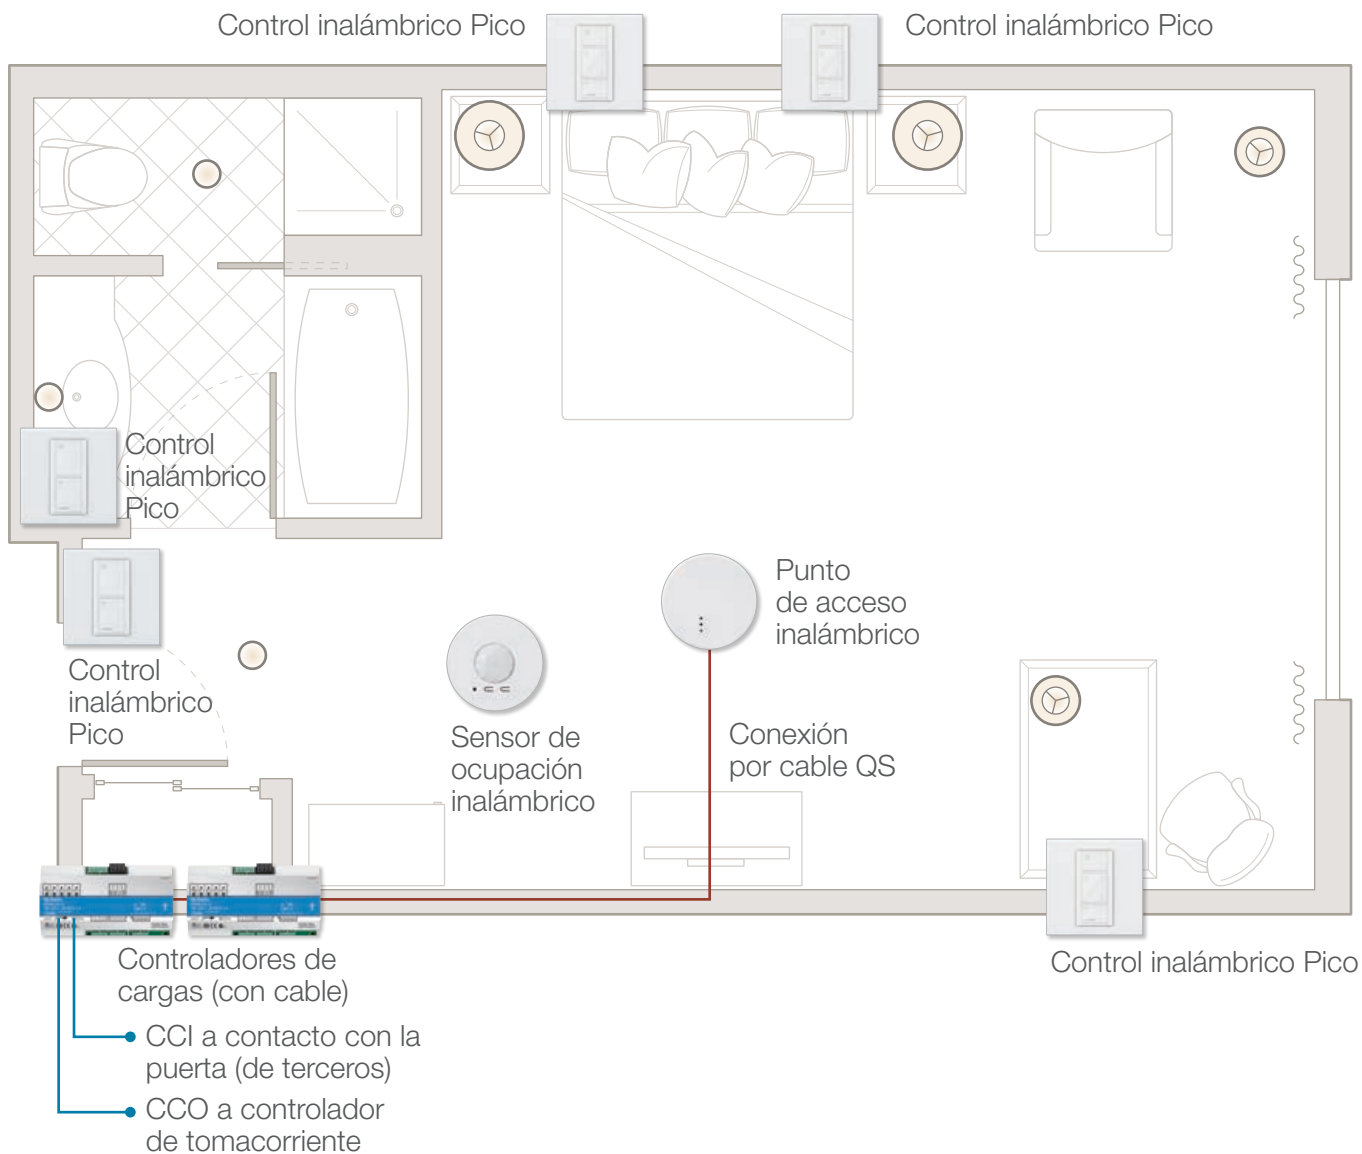 Control inalámbrico Pico
Control inalámbrico Pico
Control
inalámbrico
Pico
Control
inalámbrico
Pico
Sensor de
ocupación
inalámbrico
Punto
de acceso
inalámbrico
Conexión
por cable QS
Controladores de
cargas (con cable)
Control inalámbrico Pico
CCI a contacto con la
puerta (de terceros)
CCO a controlador
de tomacorriente